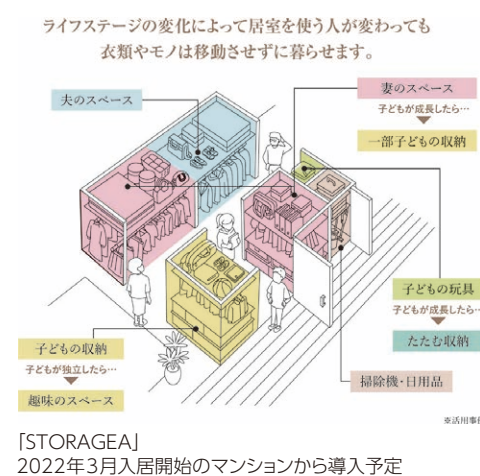 ライフステージの変化によって居室を使う人が変わっても
衣類やモノは移動させずに暮らせます。
夫のスペース
妻のスペース
子どもが成長したら…
一部子どもの収納
子どもの玩具
子どもが成長したら…
たたむ収納
掃除機・日用品
子どもの収納
子どもが独立したら…
趣味のスペース
※活用事例
「STORAGEA」
2022年3月入居開始のマンションから導入予定